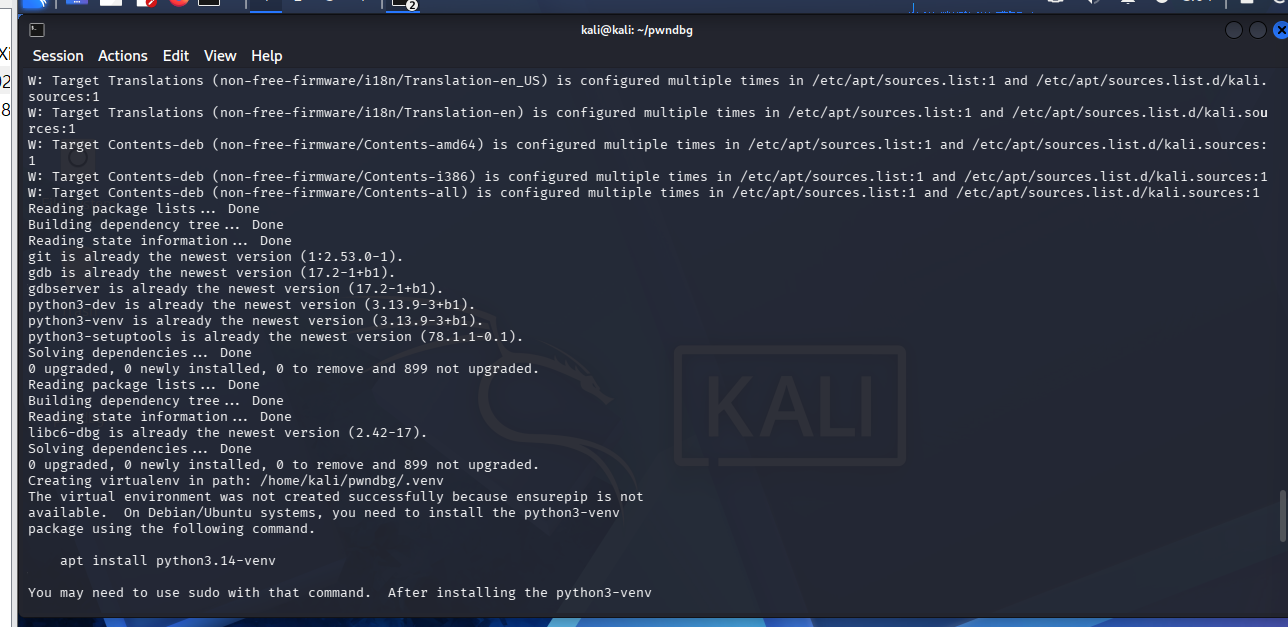 2
kali@kali: ~/pwndbg
Session Actions Edit View Help
W: Target Translations (non-free-firmware/i18n/Translation-en_US) is configured multiple times in /etc/apt/sources.list:1 and /etc/apt/sources.list.d/kali.
sources:1
W: Target Translations (non-free-firmware/i18n/Translation-en) is configured multiple times in /etc/apt/sources.list:1 and /etc/apt/sources.list.d/kali.sou
rces:1
W: Target Contents-deb (non-free-firmware/Contents-amd64) is configured multiple times in /etc/apt/sources.list:1 and /etc/apt/sources.list.d/kali.sources:
1
W: Target Contents-deb (non-free-firmware/Contents-i386) is configured multiple times in /etc/apt/sources.list:1 and /etc/apt/sources.list.d/kali.sources:1
W: Target Contents-deb (non-free-firmware/Contents-all) is configured multiple times in /etc/apt/sources.list:1 and /etc/apt/sources.list.d/kali.sources:1
Reading package lists... Done
Building dependency tree... Done
Reading state information... Done
git is already the newest version (1:2.53.0-1).
gdb is already the newest version (17.2-1+b1).
gdbserver is already the newest version (17.2-1+b1).
python3-dev is already the newest version (3.13.9-3+b1).
python3-venv is already the newest version (3.13.9-3+b1).
python3-setuptools is already the newest version (78.1.1-0.1).
Solving dependencies... Done
0 upgraded, 0 newly installed, 0 to remove and 899 not upgraded.
Reading package lists... Done
Building dependency tree... Done
Reading state information... Done
libc6-dbg is already the newest version (2.42-17).
Solving dependencies... Done
0 upgraded, 0 newly installed, 0 to remove and 899 not upgraded.
Creating virtualenv in path: /home/kali/pwndbg/.venv
The virtual environment was not created successfully because ensurepip is not
available.  On Debian/Ubuntu systems, you need to install the python3-venv
package using the following command.
    apt install python3.14-venv
You may need to use sudo with that command.  After installing the python3-venv
KALI